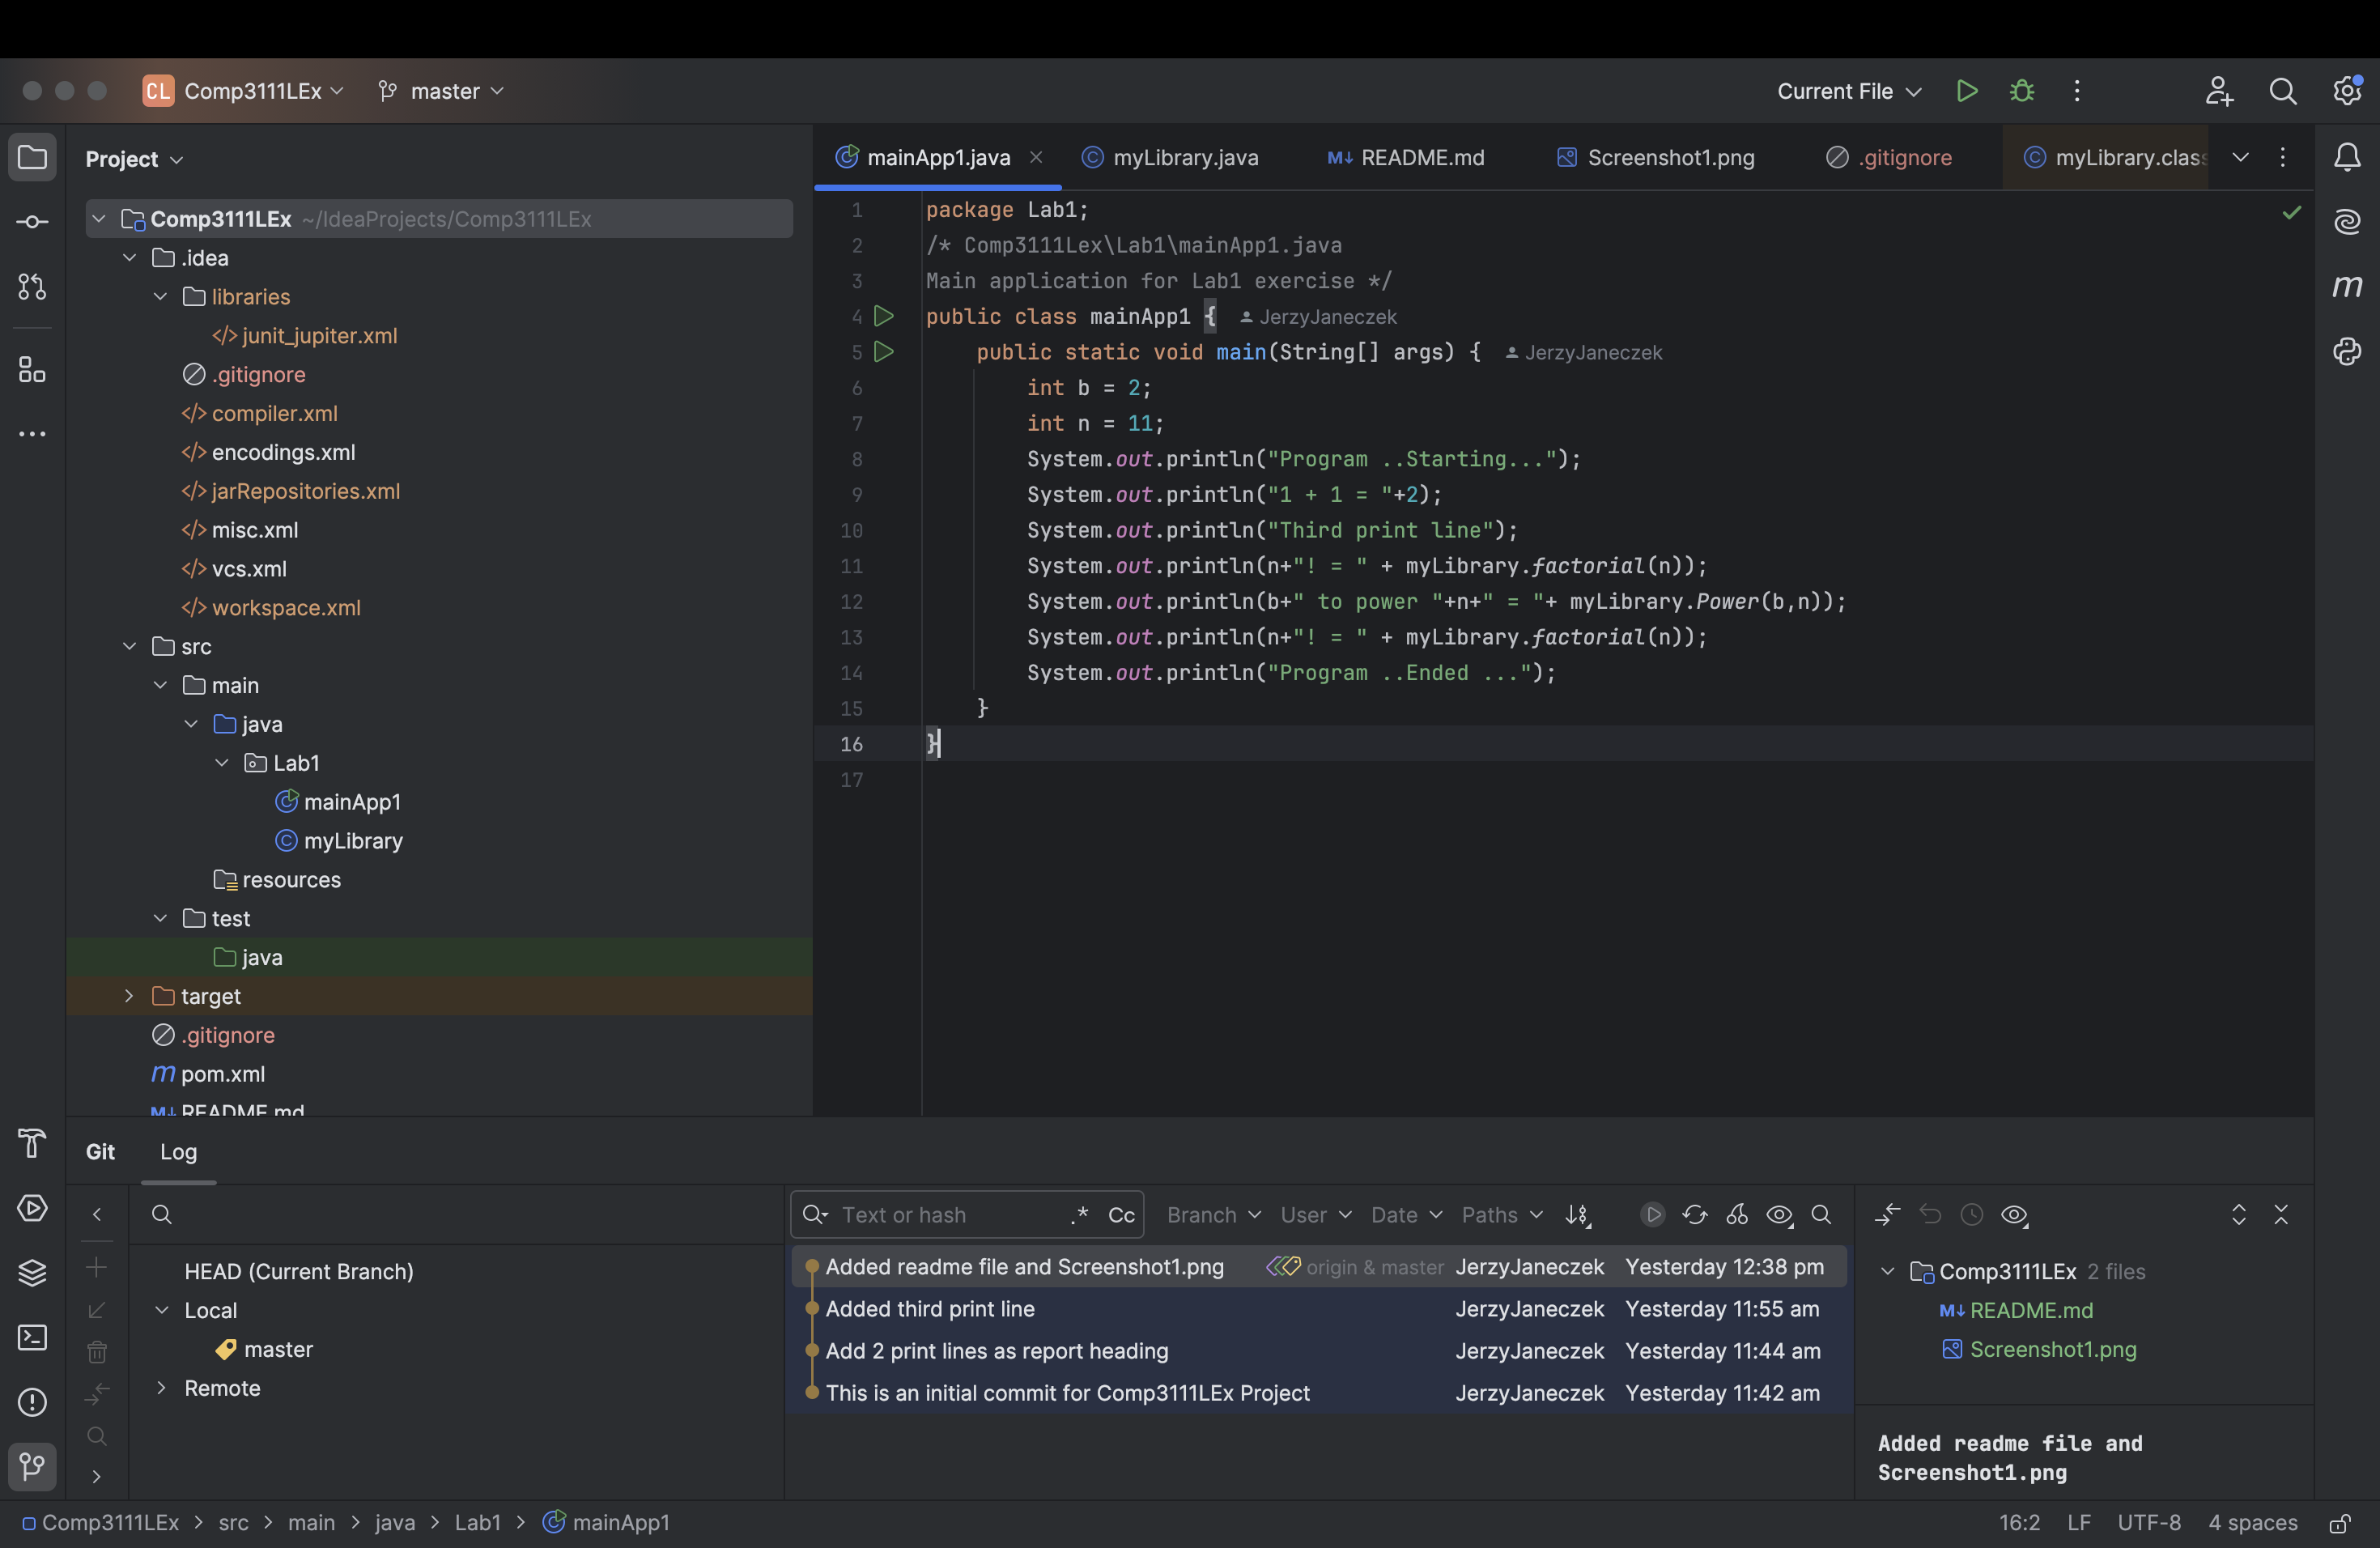 CL Comp3111LEx master Current File
Project
Comp3111LEx ~/IdeaProjects/Comp3111LEx
.idea
libraries
</> junit_jupiter.xml
.gitignore
</> compiler.xml
</> encodings.xml
</> jarRepositories.xml
</> misc.xml
</> vcs.xml
</> workspace.xml
src
main
java
Lab1
mainApp1
myLibrary
resources
test
java
target
.gitignore
m pom.xml
M↓ README.md
mainApp1.java myLibrary.java M↓ README.md Screenshot1.png .gitignore myLibrary.clas
1 package Lab1;
2 /* Comp3111Lex\Lab1\mainApp1.java
3 Main application for Lab1 exercise */
4 public class mainApp1 { JerzyJaneczek
5 public static void main(String[] args) { JerzyJaneczek
6 int b = 2;
7 int n = 11;
8 System.out.println("Program ..Starting...");
9 System.out.println("1 + 1 = "+2);
10 System.out.println("Third print line");
11 System.out.println(n+"! = " + myLibrary.factorial(n));
12 System.out.println(b+" to power "+n+" = "+ myLibrary.Power(b,n));
13 System.out.println(n+"! = " + myLibrary.factorial(n));
14 System.out.println("Program ..Ended ...");
15 }
16 }
17
m
Git Log
HEAD (Current Branch)
Local
master
Remote
Text or hash .* Cc Branch User Date Paths
Added readme file and Screenshot1.png origin & master JerzyJaneczek Yesterday 12:38 pm
Added third print line JerzyJaneczek Yesterday 11:55 am
Add 2 print lines as report heading JerzyJaneczek Yesterday 11:44 am
This is an initial commit for Comp3111LEx Project JerzyJaneczek Yesterday 11:42 am
Comp3111LEx 2 files
M↓ README.md
Screenshot1.png
Added readme file and
Screenshot1.png
Comp3111LEx > src > main > java > Lab1 > mainApp1 16:2 LF UTF-8 4 spaces